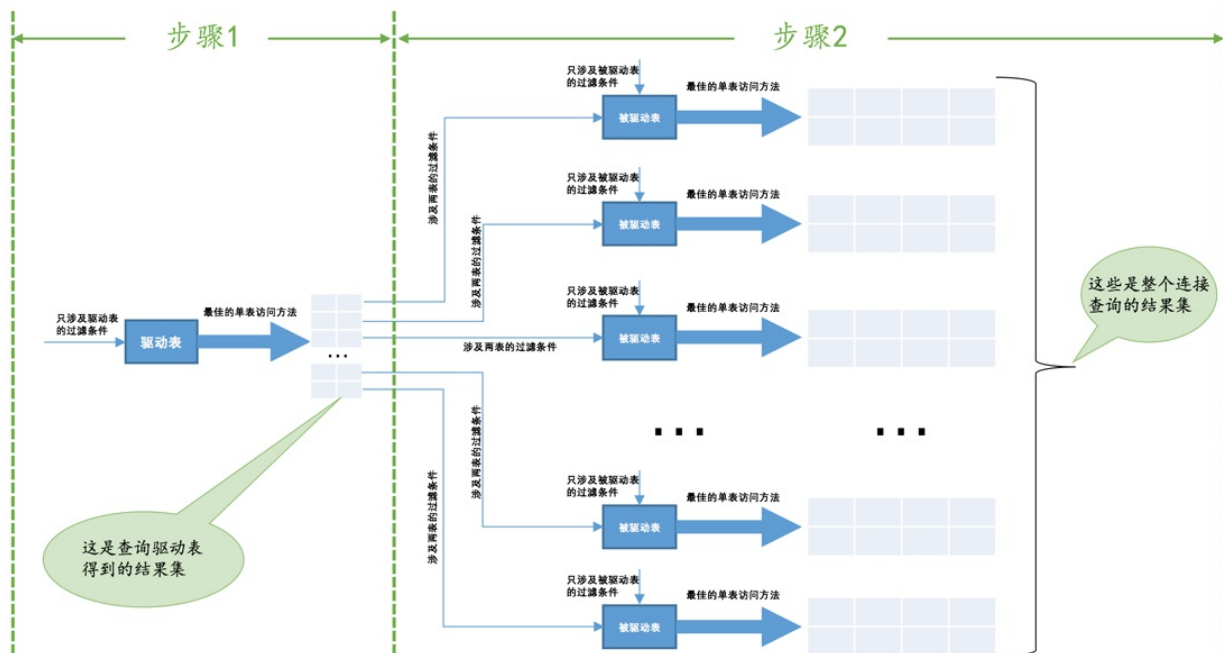 步骤1
步骤2
只涉及驱动表
的过滤条件
驱动表
最佳的单表访问方法
...
这是查询驱动表
得到的结果集
涉及两表的过滤条件
涉及两表的过滤条件
涉及两表的过滤条件
涉及两表的过滤条件
涉及两表的过滤条件
只涉及被驱动表
的过滤条件
被驱动表
最佳的单表访问方法
只涉及被驱动表
的过滤条件
被驱动表
最佳的单表访问方法
只涉及被驱动表
的过滤条件
被驱动表
最佳的单表访问方法
...
...
只涉及被驱动表
的过滤条件
被驱动表
最佳的单表访问方法
只涉及被驱动表
的过滤条件
被驱动表
最佳的单表访问方法
这些是整个连接
查询的结果集